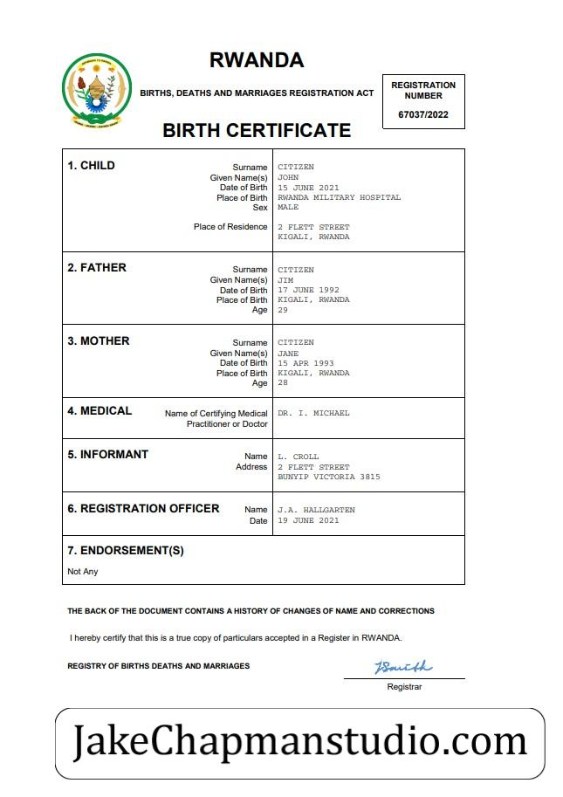 RWANDA
BIRTHS, DEATHS AND MARRIAGES REGISTRATION ACT
REGISTRATION
NUMBER
67037/2022
BIRTH CERTIFICATE
1. CHILD
Surname CITIZEN
Given Name(s) JOHN
Date of Birth 15 JUNE 2021
Place of Birth RWANDA MILITARY HOSPITAL
Sex MALE
Place of Residence 2 FLETT STREET
KIGALI, RWANDA
2. FATHER
Surname CITIZEN
Given Name(s) JIM
Date of Birth 17 JUNE 1992
Place of Birth KIGALI, RWANDA
Age 29
3. MOTHER
Surname CITIZEN
Given Name(s) JANE
Date of Birth 15 APR 1993
Place of Birth KIGALI, RWANDA
Age 28
4. MEDICAL
Name of Certifying Medical DR. I. MICHAEL
Practitioner or Doctor
5. INFORMANT
Name L. CROLL
Address 2 FLETT STREET
BUNYIP VICTORIA 3815
6. REGISTRATION OFFICER Name J.A. HALLGARTEN
Date 19 JUNE 2021
7. ENDORSEMENT(S)
Not Any
THE BACK OF THE DOCUMENT CONTAINS A HISTORY OF CHANGES OF NAME AND CORRECTIONS
I hereby certify that this is a true copy of particulars accepted in a Register in RWANDA.
REGISTRY OF BIRTHS DEATHS AND MARRIAGES
Registrar
JakeChapmanstudio.com